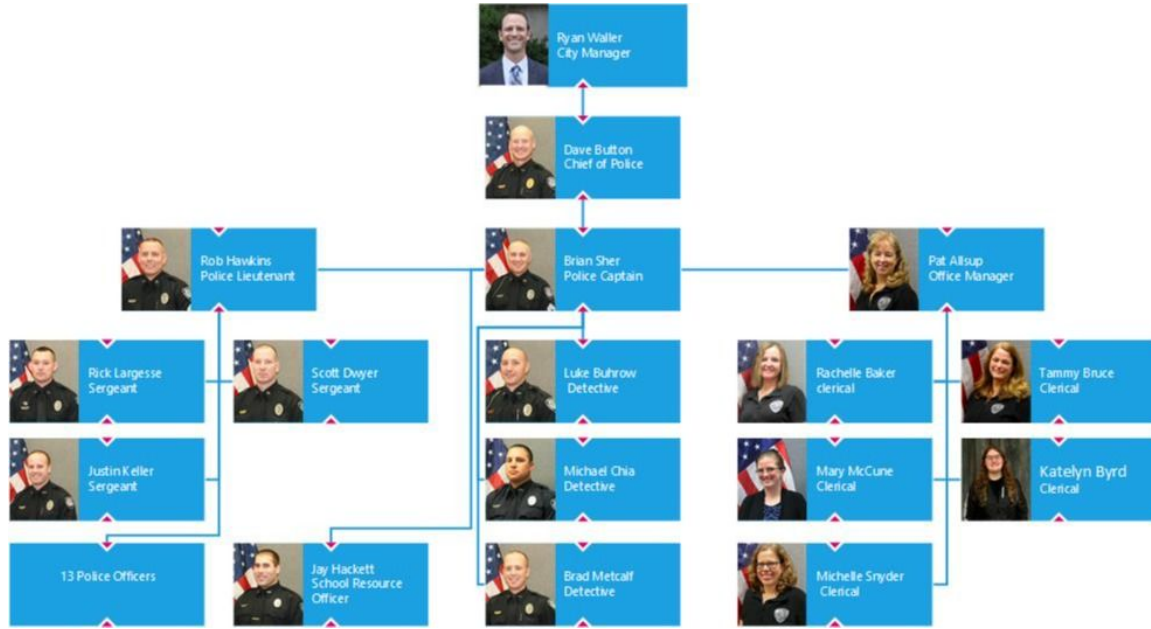 Ryan Waller
City Manager
Dave Button
Chief of Police
Rob Hawkins
Police Lieutenant
Brian Sher
Police Captain
Pat Allsup
Office Manager
Rick Largesse
Sergeant
Scott Dwyer
Sergeant
Luke Buhrow
Detective
Rachelle Baker
clerical
Tammy Bruce
Clerical
Justin Keller
Sergeant
Michael Chia
Detective
Mary McCune
Clerical
Katelyn Byrd
Clerical
13 Police Officers
Jay Hackett
School Resource
Officer
Brad Metcalf
Detective
Michelle Snyder
Clerical